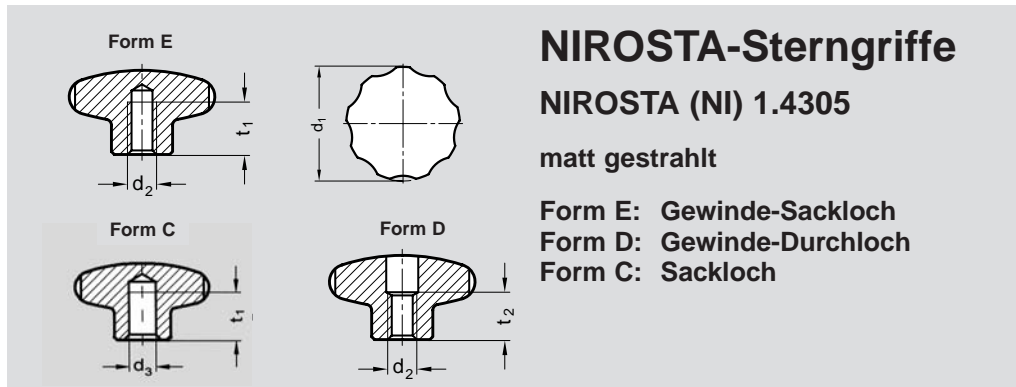 Form E
t1
d2
d1
Form C
t1
d3
Form D
t2
d2
NIROSTA-Sterngriffe
NIROSTA (NI) 1.4305
matt gestrahlt
Form E: Gewinde-Sackloch
Form D: Gewinde-Durchloch
Form C: Sackloch